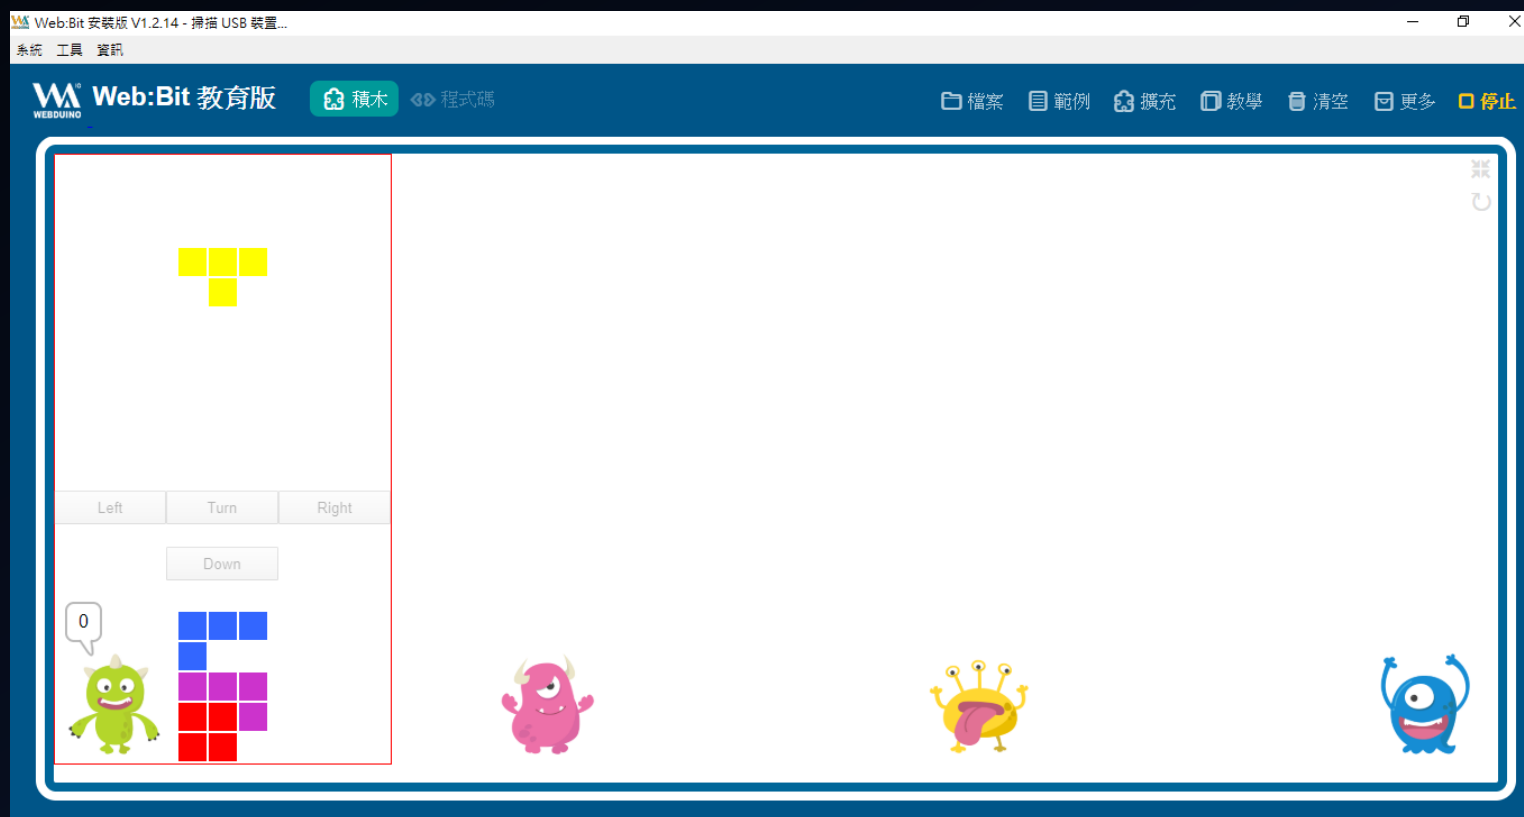 Web:Bit 安裝版 V1.2.14 - 掃描 USB 裝置...
系統 工具 資訊
WEBDUINO Web:Bit 教育版 積木 程式碼 檔案 範例 擴充 教學 清空 更多 停止
Left Turn Right
Down
0